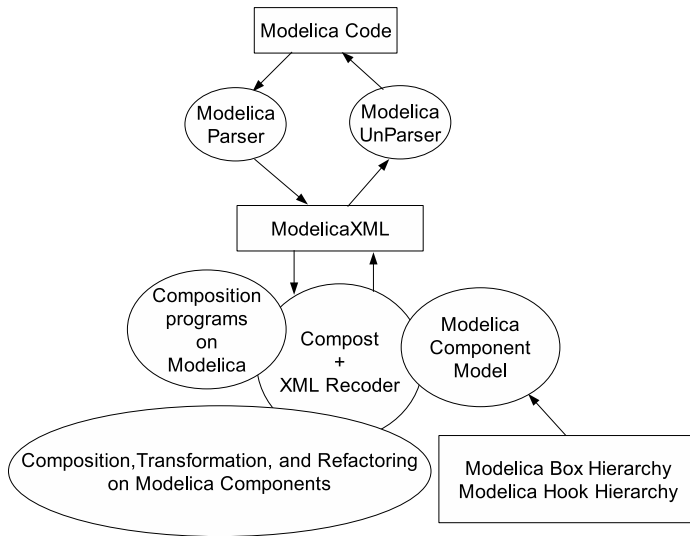 Modelica Code
Modelica
Parser
Modelica
UnParser
ModelicaXML
Composition
programs
on
Modelica
Compost
+
XML Recoder
Modelica
Component
Model
Composition,Transformation, and Refactoring
on Modelica Components
Modelica Box Hierarchy
Modelica Hook Hierarchy